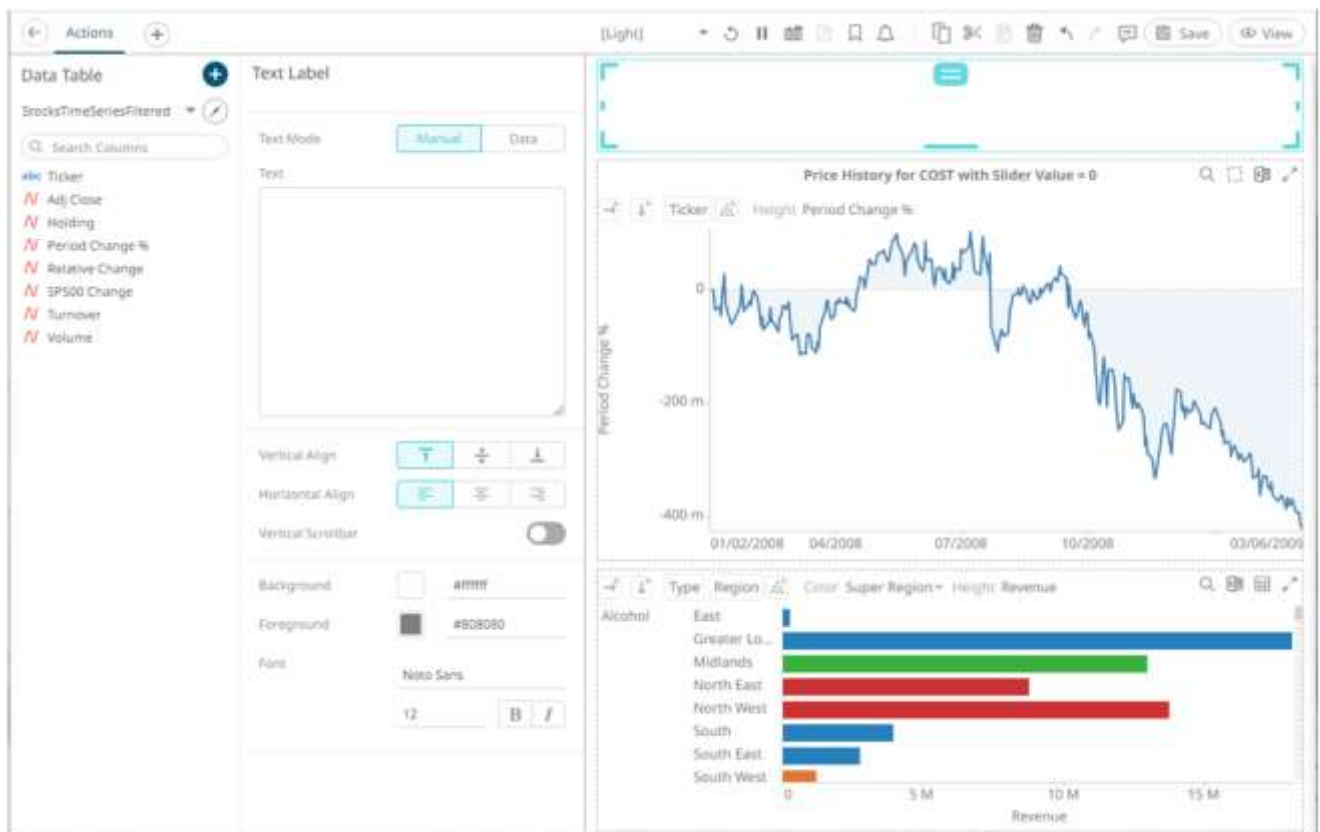 Actions
[Light]
Save
View
Data Table
StocksTimeSeriesFiltered
Search Columns
abc Ticker
Adj Close
Holding
Period Change %
Relative Change
SP500 Change
Turnover
Volume
Text Label
Text Mode
Manual
Data
Text
Vertical Align
Horizontal Align
Vertical Scrollbar
Background
#ffffff
Foreground
#808080
Font
Noto Sans
12
B I
Price History for COST with Slider Value = 0
Ticker Height Period Change %
Period Change %
0
-200 m
-400 m
01/02/2008 04/2008 07/2008 10/2008 03/06/2009
Type Region Color Super Region Height Revenue
Alcohol
East
Greater Lo...
Midlands
North East
North West
South
South East
South West
0 5 M 10 M 15 M
Revenue